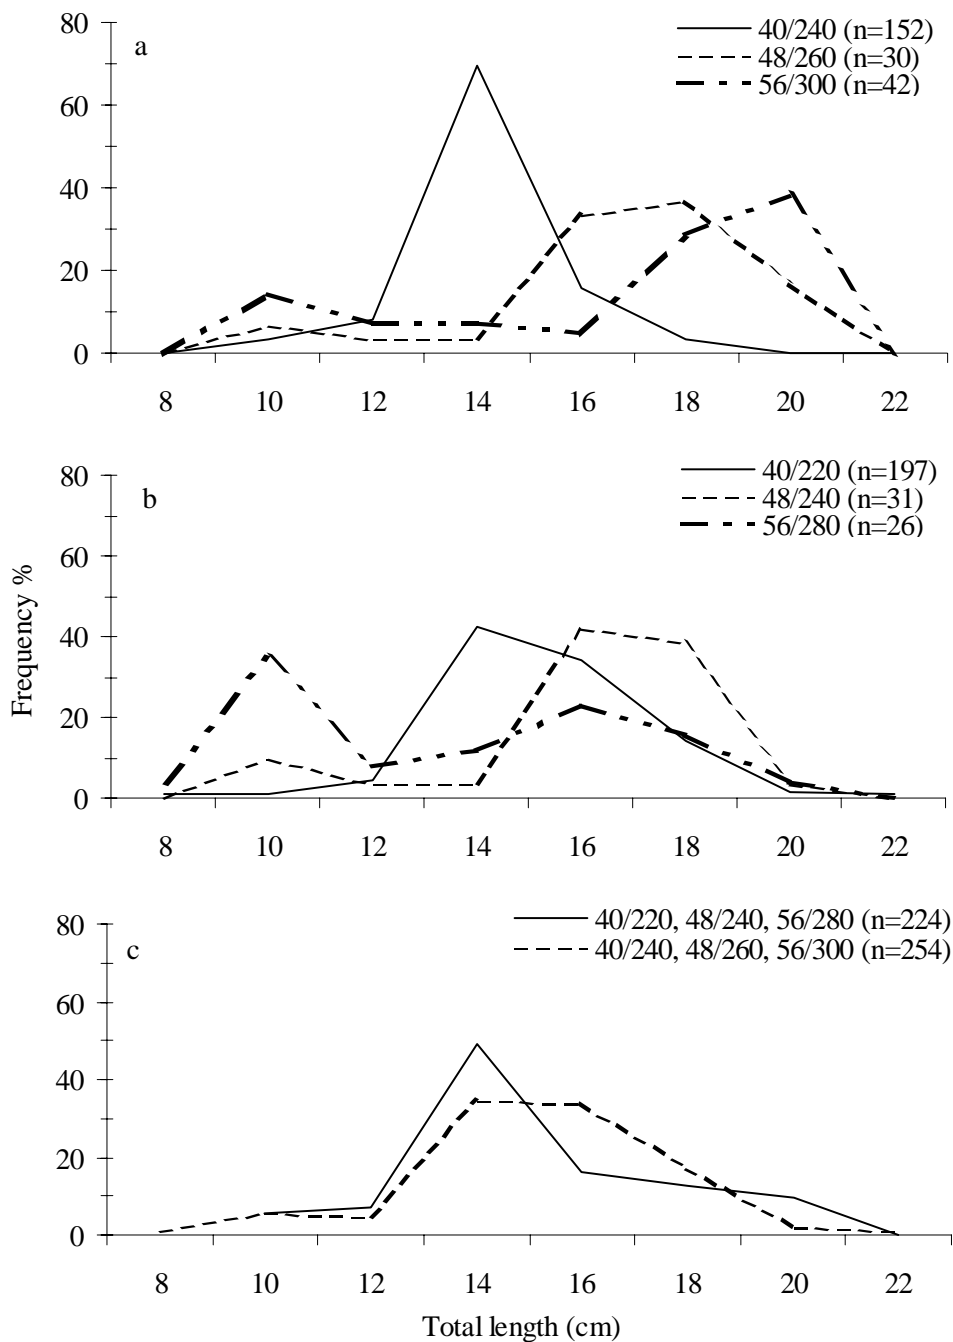 80
a
40/240 (n=152)
48/260 (n=30)
56/300 (n=42)
60
40
20
0
8 10 12 14 16 18 20 22
80
b
40/220 (n=197)
48/240 (n=31)
56/280 (n=26)
60
Frequency %
40
20
0
8 10 12 14 16 18 20 22
80
c
40/220, 48/240, 56/280 (n=224)
40/240, 48/260, 56/300 (n=254)
60
40
20
0
8 10 12 14 16 18 20 22
Total length (cm)